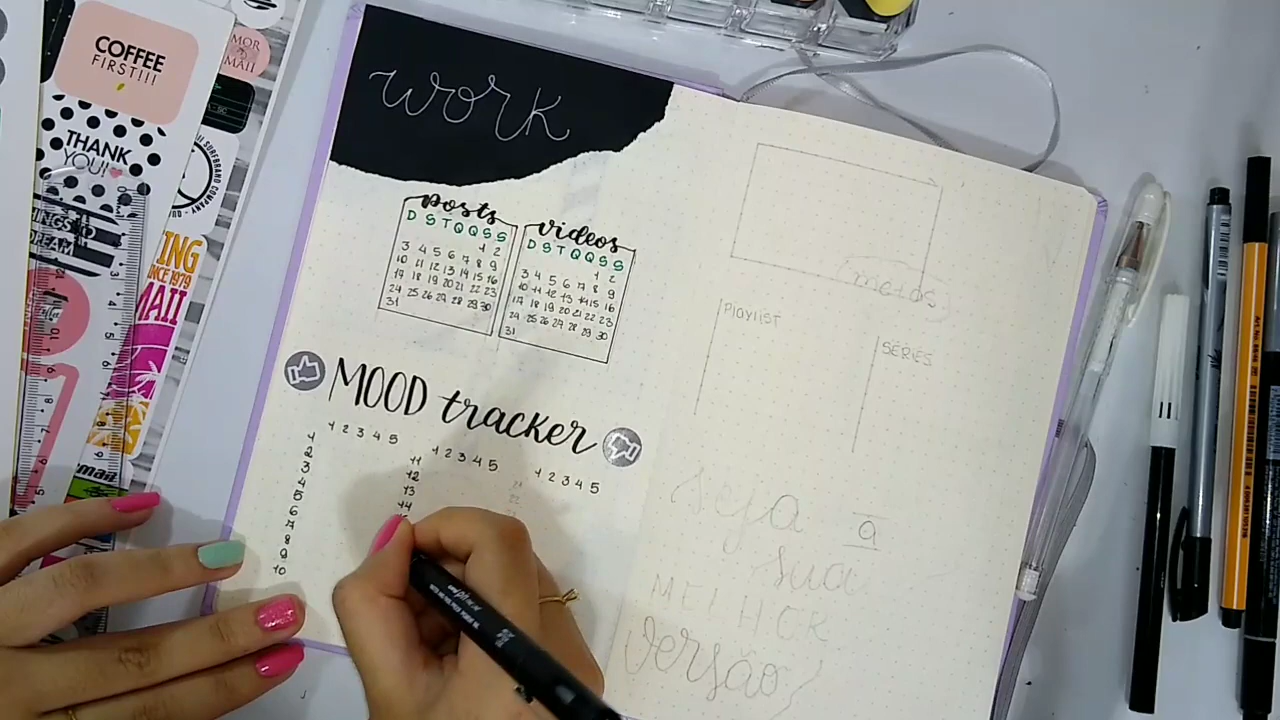 COFFEE
FIRST!!!
THANK
YOU!
work
posts
D S T Q Q S S
1 2
3 4 5 6 7 8 9
10 11 12 13 14 15 16
17 18 19 20 21 22 23
24 25 26 27 28 29 30
31
videos
D S T Q Q S S
1 2
3 4 5 6 7 8 9
10 11 12 13 14 15 16
17 18 19 20 21 22 23
24 25 26 27 28 29 30
31
MOOD tracker
1 2 3 4 5
1
2
3
4
5
6
7
8
9
10
1 2 3 4 5
11
12
13
14
1 2 3 4 5
21
22
metas
PLAYLIST
SÉRIES
Seja a
sua
MELHOR
versão